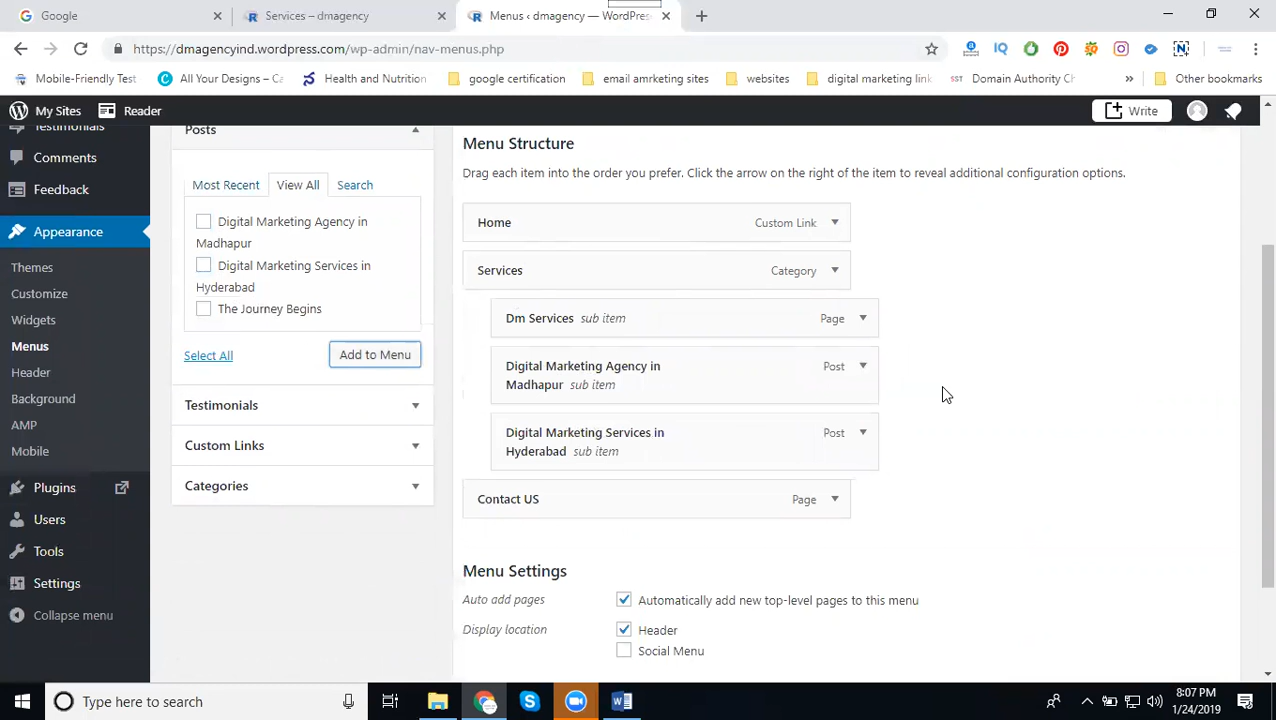 Google
Services – dmagency
Menus ‹ dmagency — WordPres
https://dmagencyind.wordpress.com/wp-admin/nav-menus.php
Mobile-Friendly Test
All Your Designs – Ca
Health and Nutrition
google certification
email amrketing sites
websites
digital marketing link
SST Domain Authority Ch
»
Other bookmarks
My Sites
Reader
Write
Testimonials
Comments
Feedback
Appearance
Themes
Customize
Widgets
Menus
Header
Background
AMP
Mobile
Plugins
Users
Tools
Settings
Collapse menu
Posts
Most Recent
View All
Search
Digital Marketing Agency in
Madhapur
Digital Marketing Services in
Hyderabad
The Journey Begins
Select All
Add to Menu
Testimonials
Custom Links
Categories
Menu Structure
Drag each item into the order you prefer. Click the arrow on the right of the item to reveal additional configuration options.
Home Custom Link
Services Category
Dm Services sub item Page
Digital Marketing Agency in Post
Madhapur sub item
Digital Marketing Services in Post
Hyderabad sub item
Contact US Page
Menu Settings
Auto add pages Automatically add new top-level pages to this menu
Display location Header
Social Menu
Type here to search
8:07 PM
1/24/2019